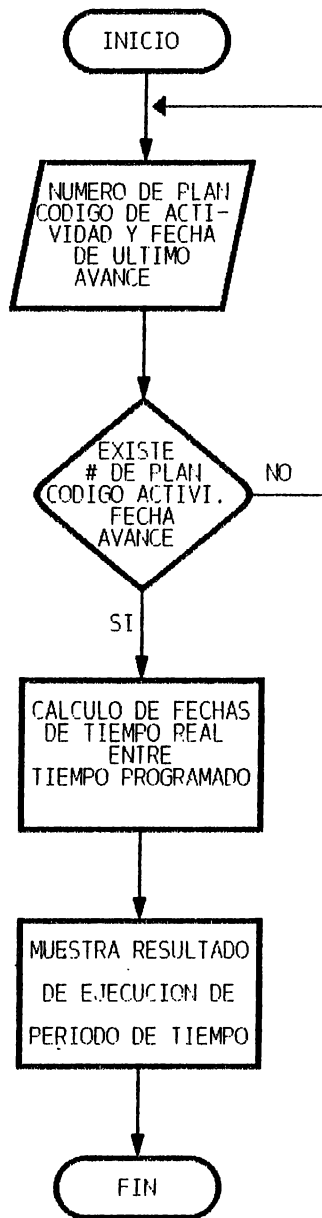 INICIO
NUMERO DE PLAN
CODIGO DE ACTI-
VIDAD Y FECHA
DE ULTIMO
AVANCE
EXISTE
# DE PLAN
CODIGO ACTIVI.
FECHA
AVANCE
NO
SI
CALCULO DE FECHAS
DE TIEMPO REAL
ENTRE
TIEMPO PROGRAMADO
MUESTRA RESULTADO
DE EJECUCION DE
PERIODO DE TIEMPO
FIN